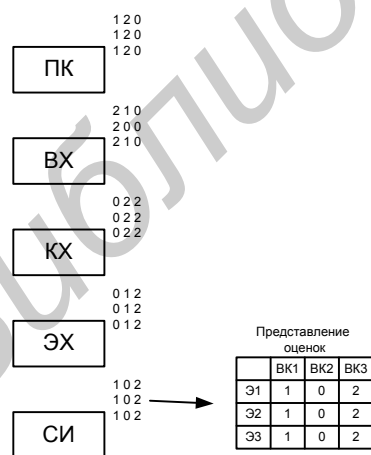 1 2 0
1 2 0
1 2 0
ПК
2 1 0
2 0 0
2 1 0
ВХ
0 2 2
0 2 2
0 2 2
КХ
0 1 2
0 1 2
0 1 2
ЭХ
1 0 2
1 0 2
1 0 2
СИ
Представление
оценок
ВК1 ВК2 ВК3
Э1 1 0 2
Э2 1 0 2
Э3 1 0 2
Библио